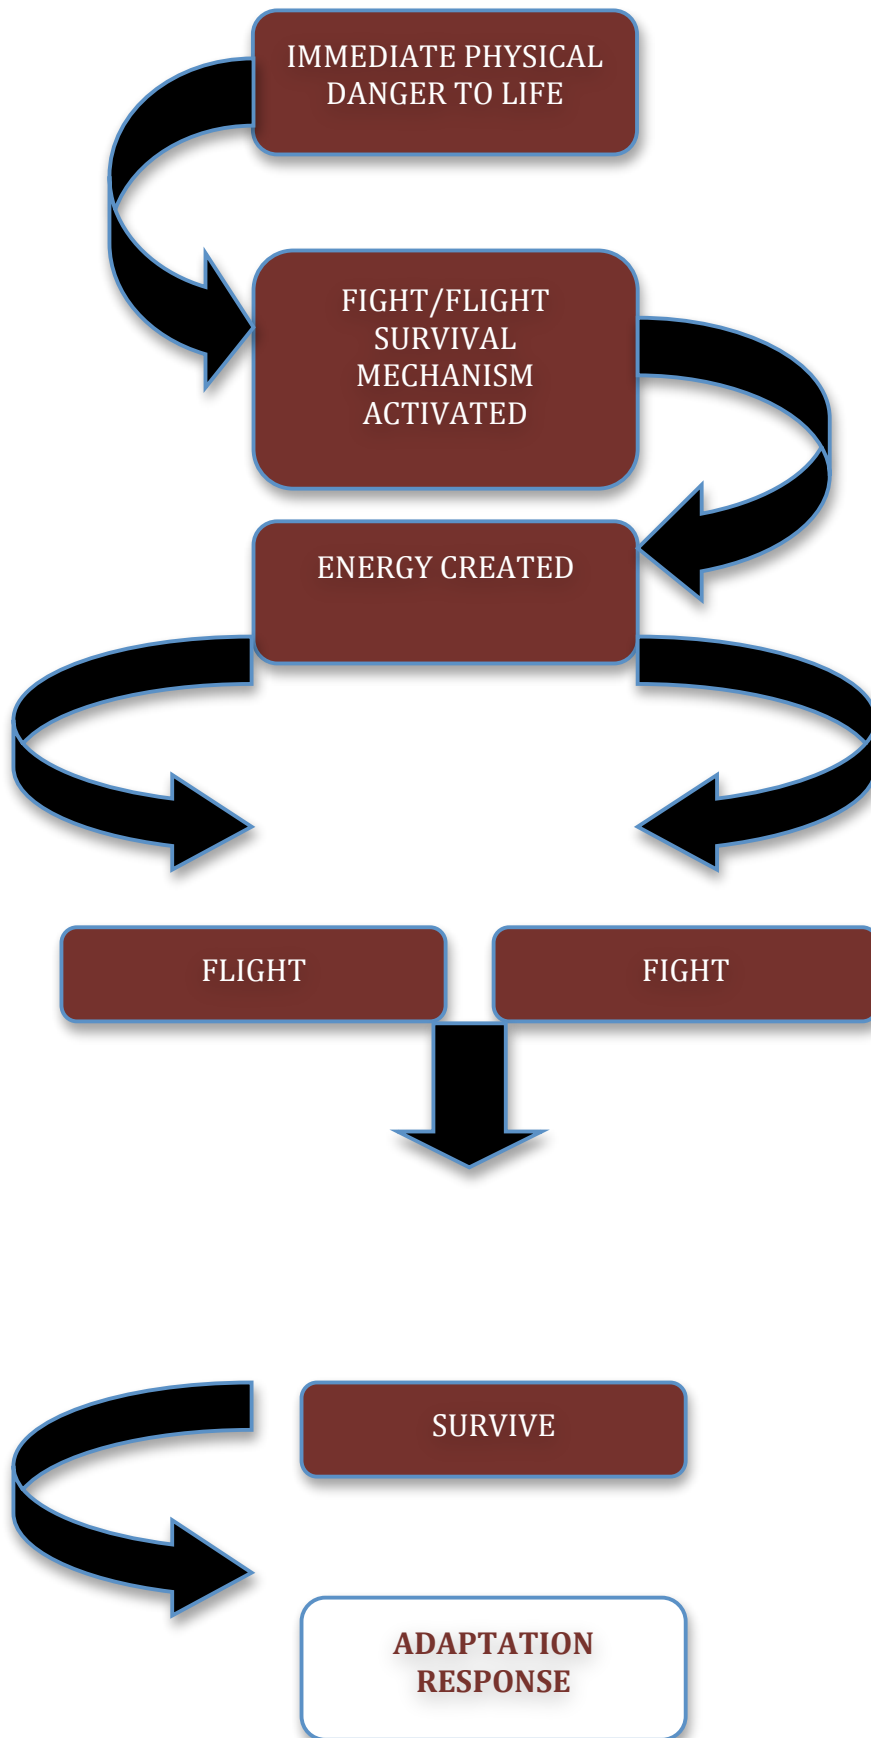 IMMEDIATE PHYSICAL
DANGER TO LIFE
FIGHT/FLIGHT
SURVIVAL
MECHANISM
ACTIVATED
ENERGY CREATED
FLIGHT
FIGHT
SURVIVE
ADAPTATION
RESPONSE